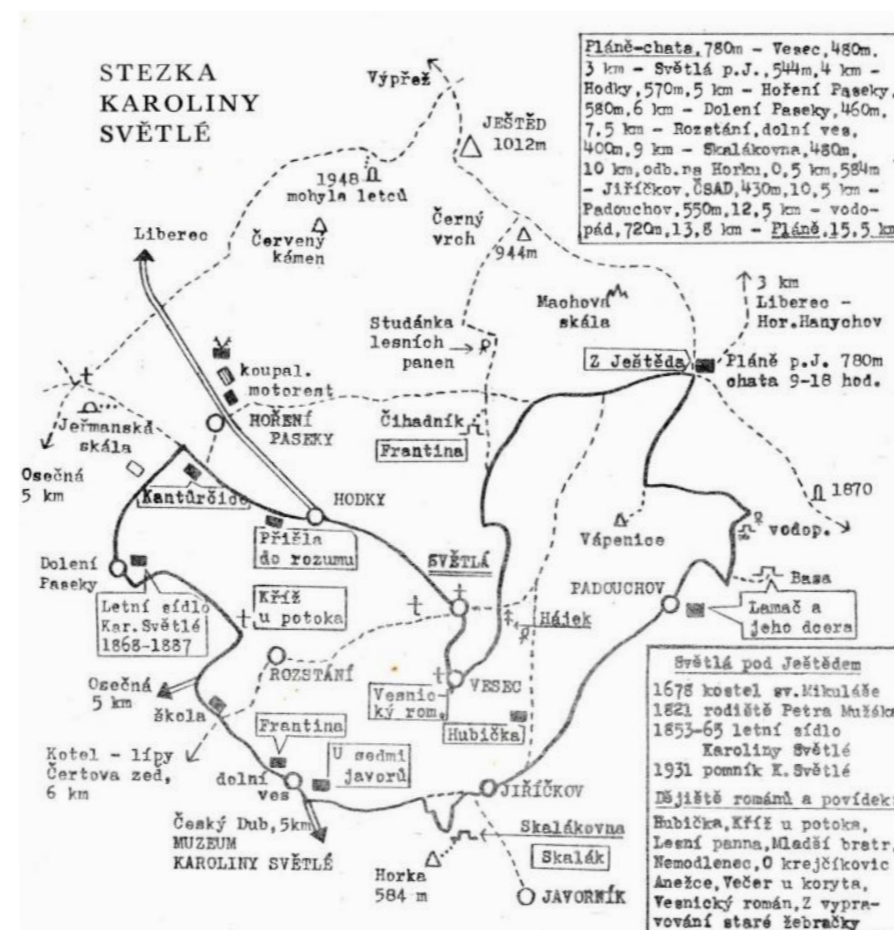 STEZKA
KAROLINY
SVĚTLÉ
Pláně-chata,780m - Vesec,480m,
3 km - Světlá p.J.,544m,4 km -
Hodky,570m,5 km - Hoření Paseky,
580m,6 km - Dolení Paseky,460m,
7,5 km - Rozstání,dolní ves,
400m,9 km - Skalákovna,480m,
10 km,odb.na Horku,0,5 km,584m
- Jiříčkov,ČSAD,430m,10,5 km -
Padouchov,550m,12,5 km - vodo-
pád,720m,13,8 km - Pláně,15,5 km
Výpřež
JEŠTĚD
1012m
1948
mohyla letců
Liberec
Červený
kámen
Černý
vrch
944m
3 km
Liberec -
Hor.Hanychov
Machova
skála
Studánka
lesních
panen
Z Ještěda
Pláně p.J. 780m
chata 9-18 hod.
koupal.
motorest
HOŘENÍ
PASEKY
Čihadník
Frantina
Jeřmanská
skála
Osečná
5 km
Kantůrčice
HODKY
1870
Přišla
do rozumu
Vápenice
vodop.
Dolení
Paseky
SVĚTLÁ
PADOUCHOV
Basa
Letní sídlo
Kar.Světlé
1868-1887
Kříž
u potoka
Hájek
Lamač a
jeho dcera
ROZSTÁNÍ
VESEC
Osečná
5 km
škola
Vesnic-
ký rom.
Hubička
Frantina
U sedmi
javorů
Kotel - lípy
Čertova zeď,
6 km
dolní
ves
JIŘÍČKOV
Český Dub,5km
MUZEUM
KAROLINY SVĚTLÉ
Skalákovna
Skalák
Horka
584 m
JAVORNÍK
Světlá pod Ještědem
1678 kostel sv.Mikuláše
1821 rodiště Petra Mužáka
1853-65 letní sídlo
Karoliny Světlé
1931 pomník K.Světlé
Dějiště románů a povídek:
Hubička,Kříž u potoka,
Lesní panna,Mladší bratr,
Nemodlenec,O krejčíkovic
Anežce,Večer u koryta,
Vesnický román,Z vypra-
vování staré žebračky